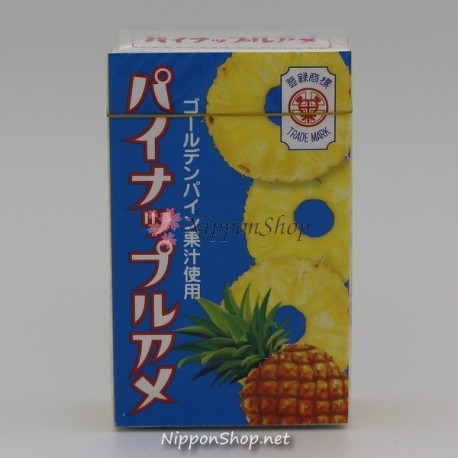 パイナップルアメ
登録商標
TRADE MARK
パイナップルアメ
ゴールデンパイン果汁使用
NipponShop
NipponShop.net